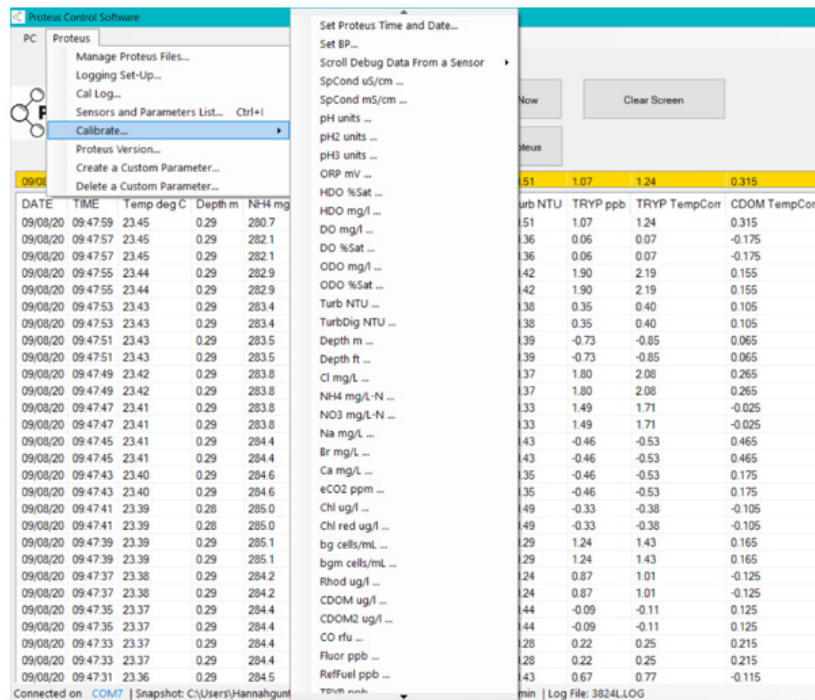 Proteus Control Software
PC Proteus
Manage Proteus Files...
Logging Set-Up...
Cal Log...
Sensors and Parameters List... Ctrl+I
Calibrate...
Proteus Version...
Create a Custom Parameter...
Delete a Custom Parameter...
Set Proteus Time and Date...
Set BP...
Scroll Debug Data From a Sensor
SpCond uS/cm ...
SpCond mS/cm ...
pH units ...
pH2 units ...
pH3 units ...
ORP mV ...
HDO %Sat ...
HDO mg/l ...
DO mg/l ...
DO %Sat ...
ODO mg/l ...
ODO %Sat ...
Turb NTU ...
TurbDig NTU ...
Depth m ...
Depth ft ...
Cl mg/L ...
NH4 mg/L-N ...
NO3 mg/L-N ...
Na mg/L ...
Br mg/L ...
Ca mg/L ...
eCO2 ppm ...
Chl ug/l ...
Chl red ug/l ...
bg cells/mL ...
bgm cells/mL ...
Rhod ug/l ...
CDOM ug/l ...
CDOM2 ug/l ...
CO rfu ...
Fluor ppb ...
RefFuel ppb ...
Now Clear Screen
09/08 .51 1.07 1.24 0.315
DATE TIME Temp deg C Depth m NH4 mg urb NTU TRYP ppb TRYP TempCorr CDOM TempCor
09/08/20 09:47:59 23.45 0.29 280.7 .51 1.07 1.24 0.315
09/08/20 09:47:57 23.45 0.29 282.1 .36 0.06 0.07 -0.175
09/08/20 09:47:57 23.45 0.29 282.1 .36 0.06 0.07 -0.175
09/08/20 09:47:55 23.44 0.29 282.9 .42 1.90 2.19 0.155
09/08/20 09:47:55 23.44 0.29 282.9 .42 1.90 2.19 0.155
09/08/20 09:47:53 23.43 0.29 283.4 .38 0.35 0.40 0.105
09/08/20 09:47:53 23.43 0.29 283.4 .38 0.35 0.40 0.105
09/08/20 09:47:51 23.43 0.29 283.5 .39 -0.73 -0.85 0.065
09/08/20 09:47:51 23.43 0.29 283.5 .39 -0.73 -0.85 0.065
09/08/20 09:47:49 23.42 0.29 283.8 .37 1.80 2.08 0.265
09/08/20 09:47:49 23.42 0.29 283.8 .37 1.80 2.08 0.265
09/08/20 09:47:47 23.41 0.29 283.8 .33 1.49 1.71 -0.025
09/08/20 09:47:47 23.41 0.29 283.8 .33 1.49 1.71 -0.025
09/08/20 09:47:45 23.41 0.29 284.4 .43 -0.46 -0.53 0.465
09/08/20 09:47:45 23.41 0.29 284.4 .43 -0.46 -0.53 0.465
09/08/20 09:47:43 23.40 0.29 284.6 .35 -0.46 -0.53 0.175
09/08/20 09:47:43 23.40 0.29 284.6 .35 -0.46 -0.53 0.175
09/08/20 09:47:41 23.39 0.28 285.0 .49 -0.33 -0.38 -0.105
09/08/20 09:47:41 23.39 0.28 285.0 .49 -0.33 -0.38 -0.105
09/08/20 09:47:39 23.39 0.29 285.1 .29 1.24 1.43 0.165
09/08/20 09:47:39 23.39 0.29 285.1 .29 1.24 1.43 0.165
09/08/20 09:47:37 23.38 0.29 284.2 .24 0.87 1.01 -0.125
09/08/20 09:47:37 23.38 0.29 284.2 .24 0.87 1.01 -0.125
09/08/20 09:47:35 23.37 0.29 284.4 .44 -0.09 -0.11 0.125
09/08/20 09:47:35 23.37 0.29 284.4 .44 -0.09 -0.11 0.125
09/08/20 09:47:33 23.37 0.29 284.4 .28 0.22 0.25 0.215
09/08/20 09:47:33 23.37 0.29 284.4 .28 0.22 0.25 0.215
09/08/20 09:47:31 23.36 0.29 284.5 .43 0.67 0.77 -0.115
Connected on COM7 | Snapshot: C:\Users\Hannahgunt min | Log File: 3824L.LOG